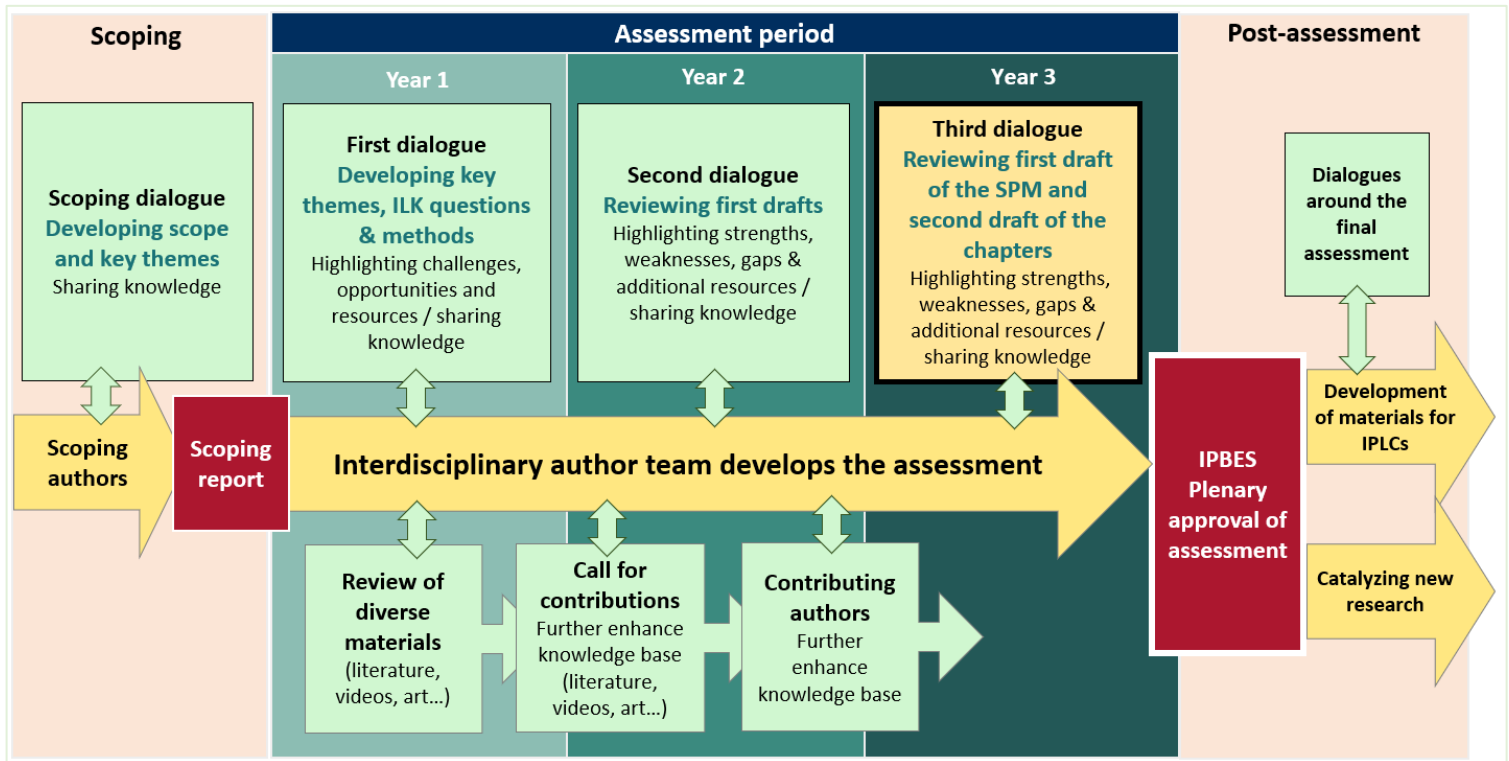 Scoping
Assessment period
Post-assessment
Year 1
Year 2
Year 3
Scoping dialogue
Developing scope
and key themes
Sharing knowledge
First dialogue
Developing key
themes, ILK questions
& methods
Highlighting challenges,
opportunities and
resources / sharing
knowledge
Second dialogue
Reviewing first drafts
Highlighting strengths,
weaknesses, gaps &
additional resources /
sharing knowledge
Third dialogue
Reviewing first draft
of the SPM and
second draft of the
chapters
Highlighting strengths,
weaknesses, gaps &
additional resources /
sharing knowledge
Dialogues
around the
final
assessment
Scoping
authors
Scoping
report
Interdisciplinary author team develops the assessment
IPBES
Plenary
approval of
assessment
Development
of materials for
IPLCs
Catalyzing new
research
Review of
diverse
materials
(literature,
videos, art…)
Call for
contributions
Further enhance
knowledge base
(literature,
videos, art…)
Contributing
authors
Further
enhance
knowledge base